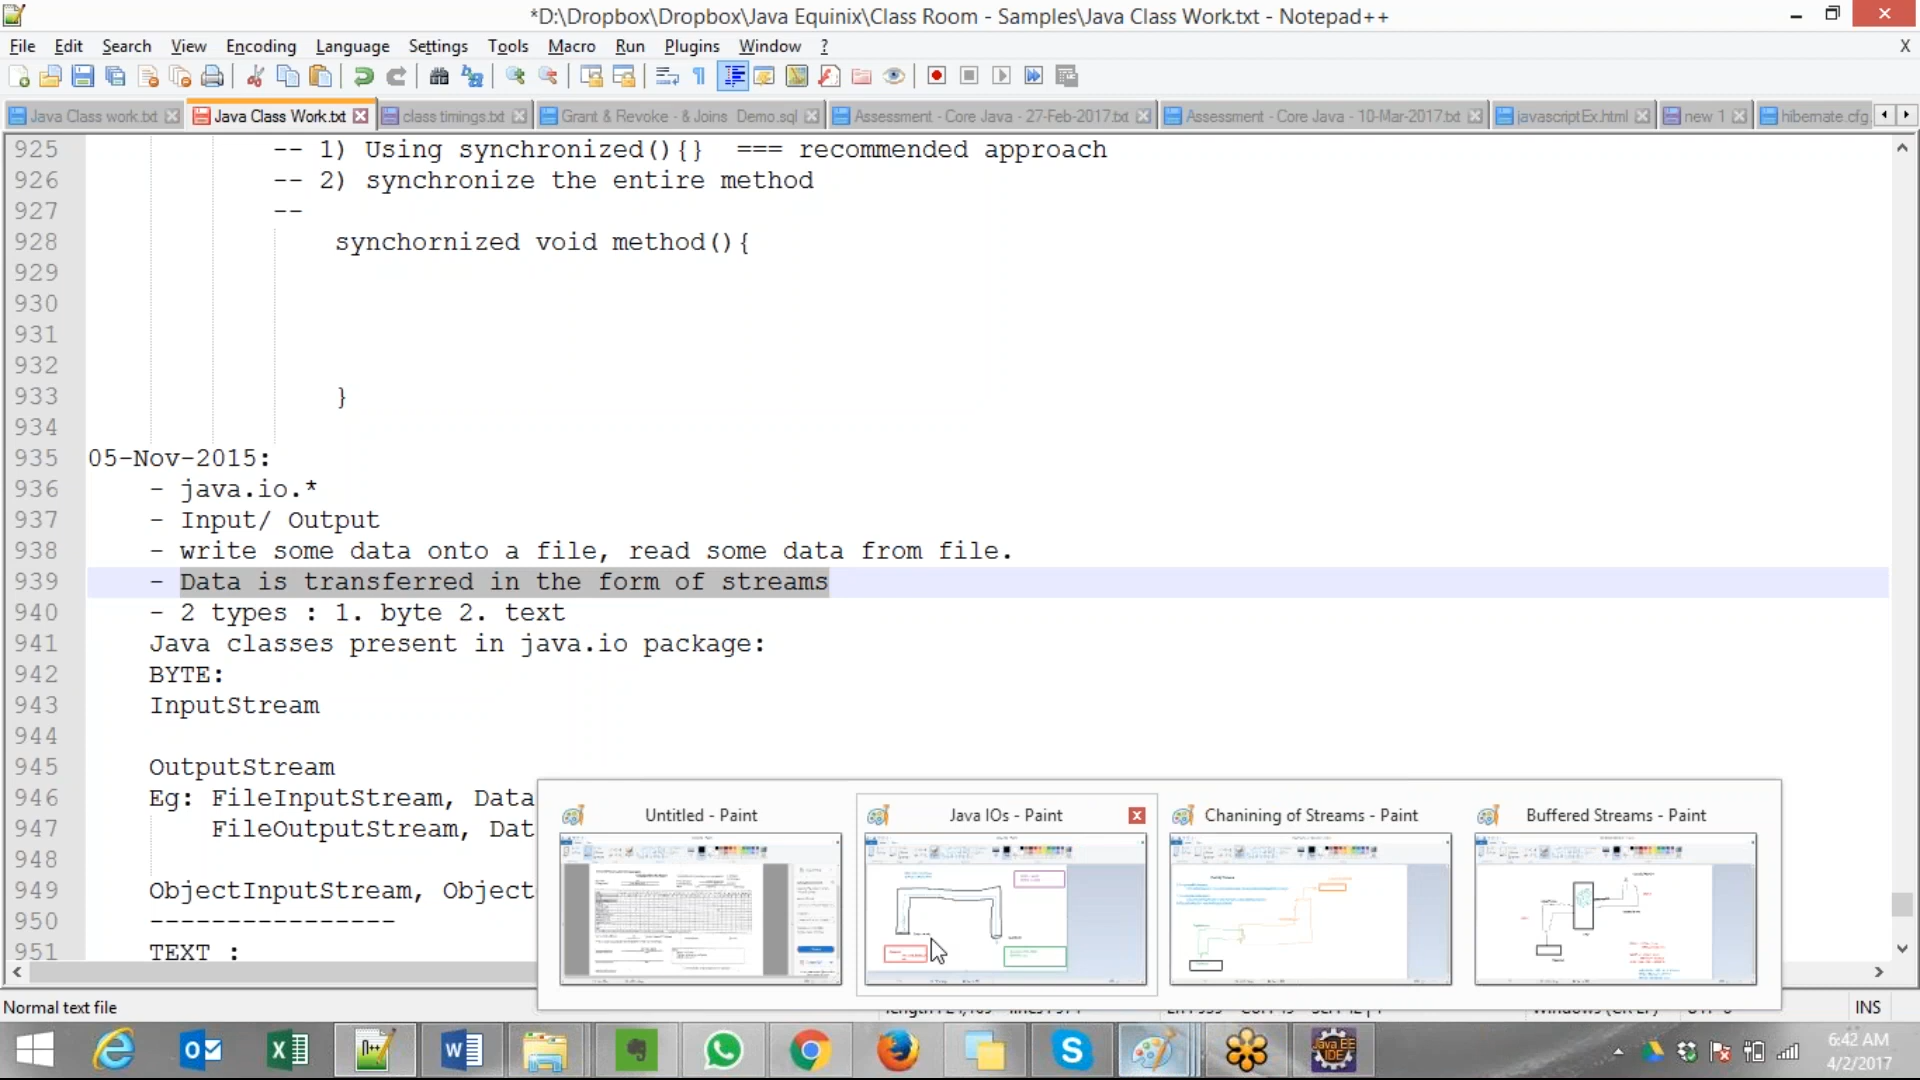 *D:\Dropbox\Dropbox\Java Equinix\Class Room - Samples\Java Class Work.txt - Notepad++
File Edit Search View Encoding Language Settings Tools Macro Run Plugins Window ? X
Java Class work.txt Java Class Work.txt class timings.txt Grant & Revoke - & Joins Demo.sql Assessment - Core Java - 27-Feb-2017.txt Assessment - Core Java - 10-Mar-2017.txt javascriptEx.html new 1 hibernate.cfg
925 -- 1) Using synchronized(){} === recommended approach
926 -- 2) synchronize the entire method
927 --
928 synchornized void method(){
929
930
931
932
933 }
934
935 05-Nov-2015:
936 - java.io.*
937 - Input/ Output
938 - write some data onto a file, read some data from file.
939 - Data is transferred in the form of streams
940 - 2 types : 1. byte 2. text
941 Java classes present in java.io package:
942 BYTE:
943 InputStream
944
945 OutputStream
946 Eg: FileInputStream, Data
947 FileOutputStream, Dat
948
949 ObjectInputStream, Object
950 ----------------
951 TEXT :
Untitled - Paint Java IOs - Paint Chanining of Streams - Paint Buffered Streams - Paint
Normal text file INS
6:42 AM
4/2/2017